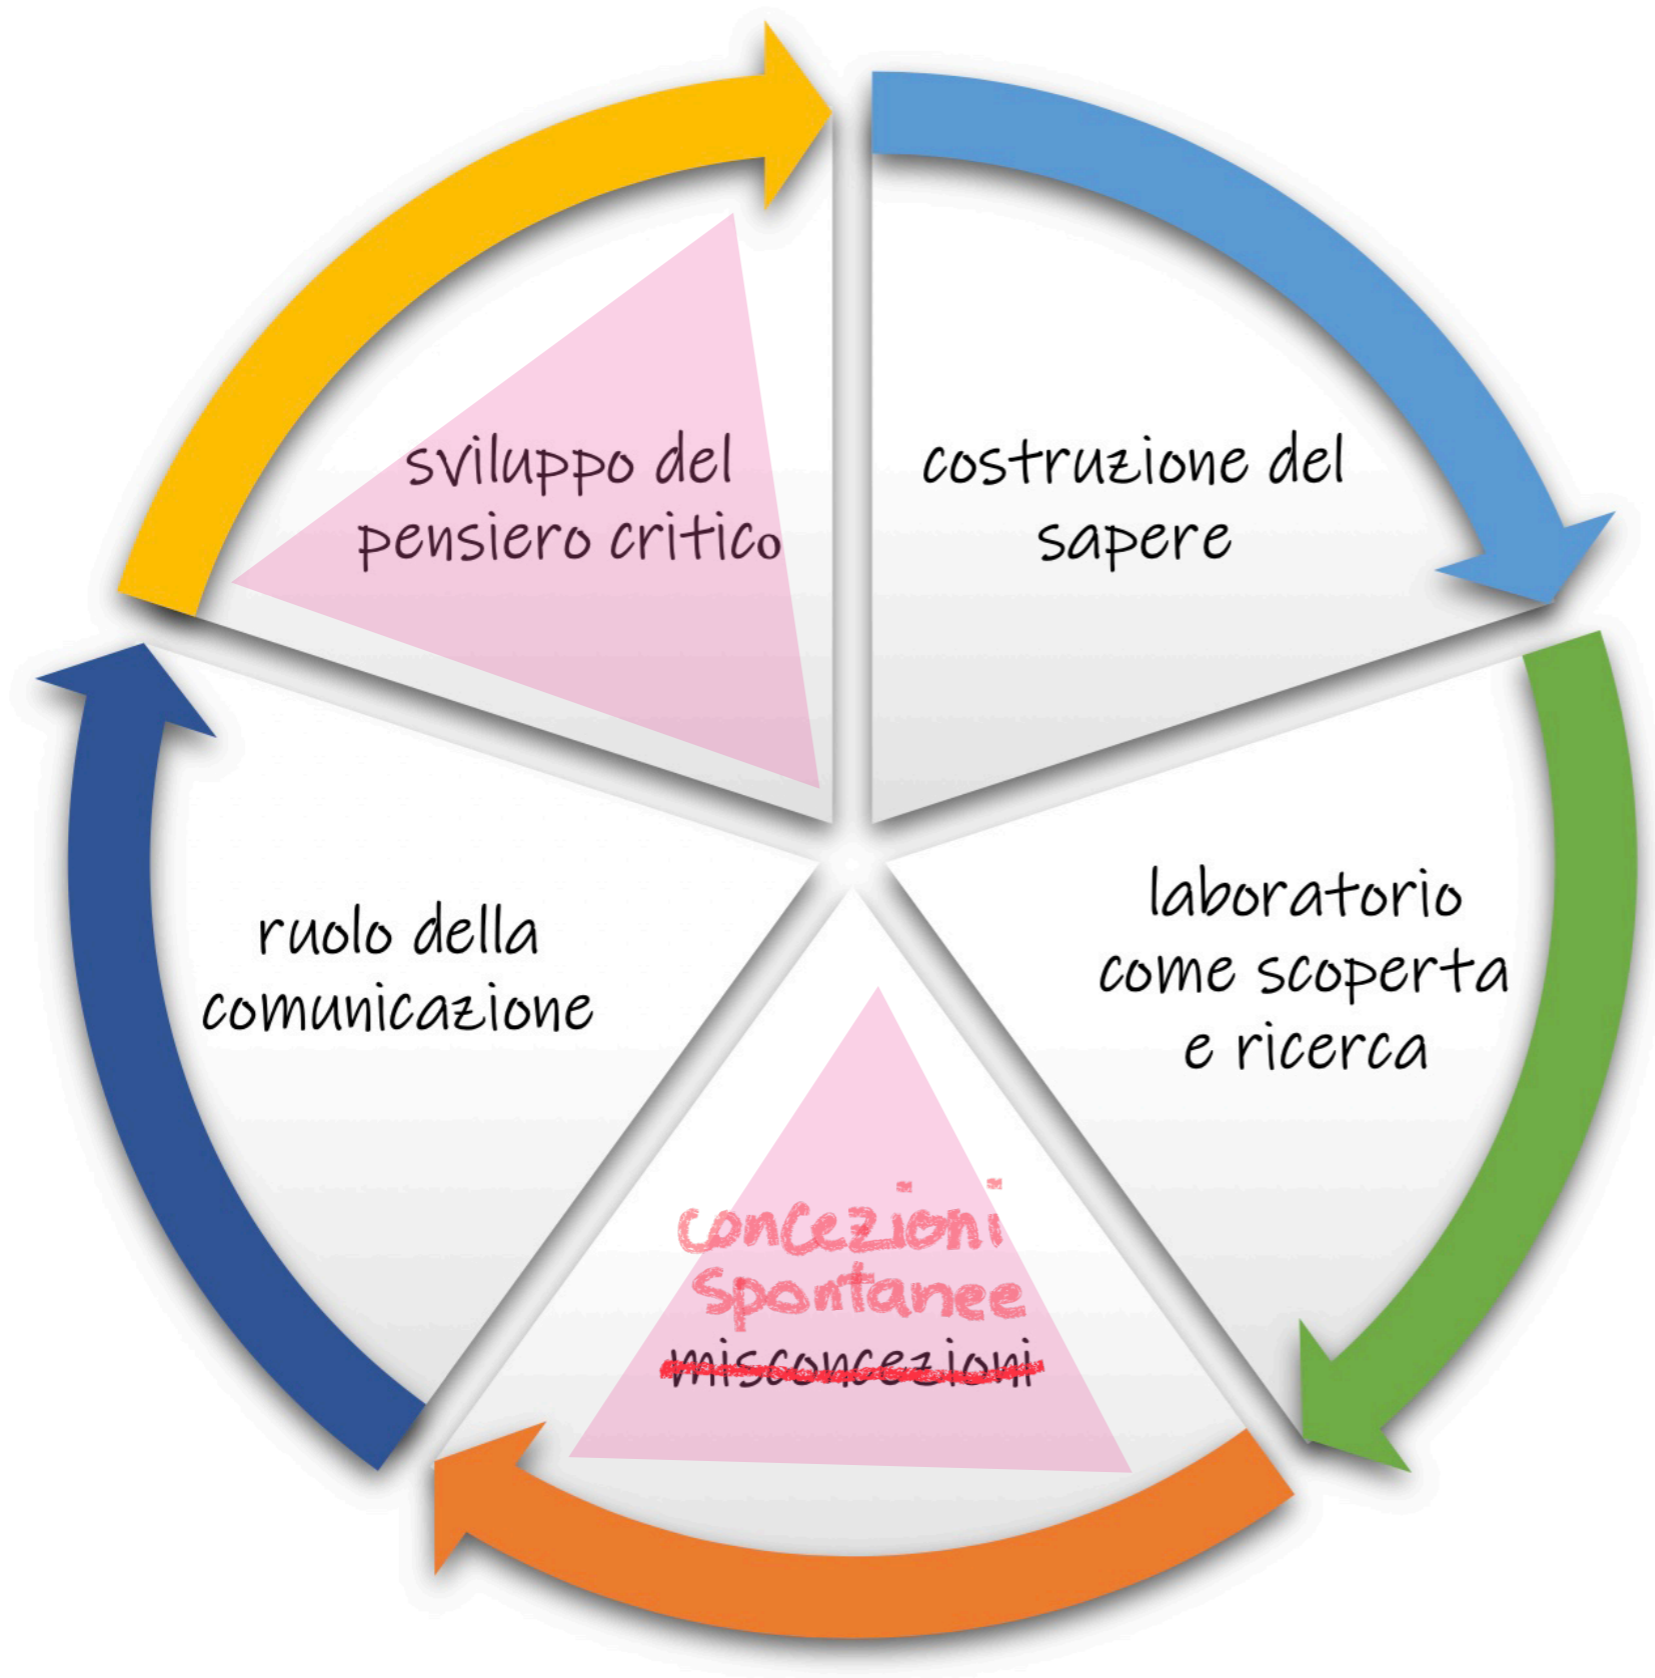 sviluppo del
pensiero critico
costruzione del
sapere
laboratorio
come scoperta
e ricerca
concezioni
spontanee
misconcezioni
ruolo della
comunicazione